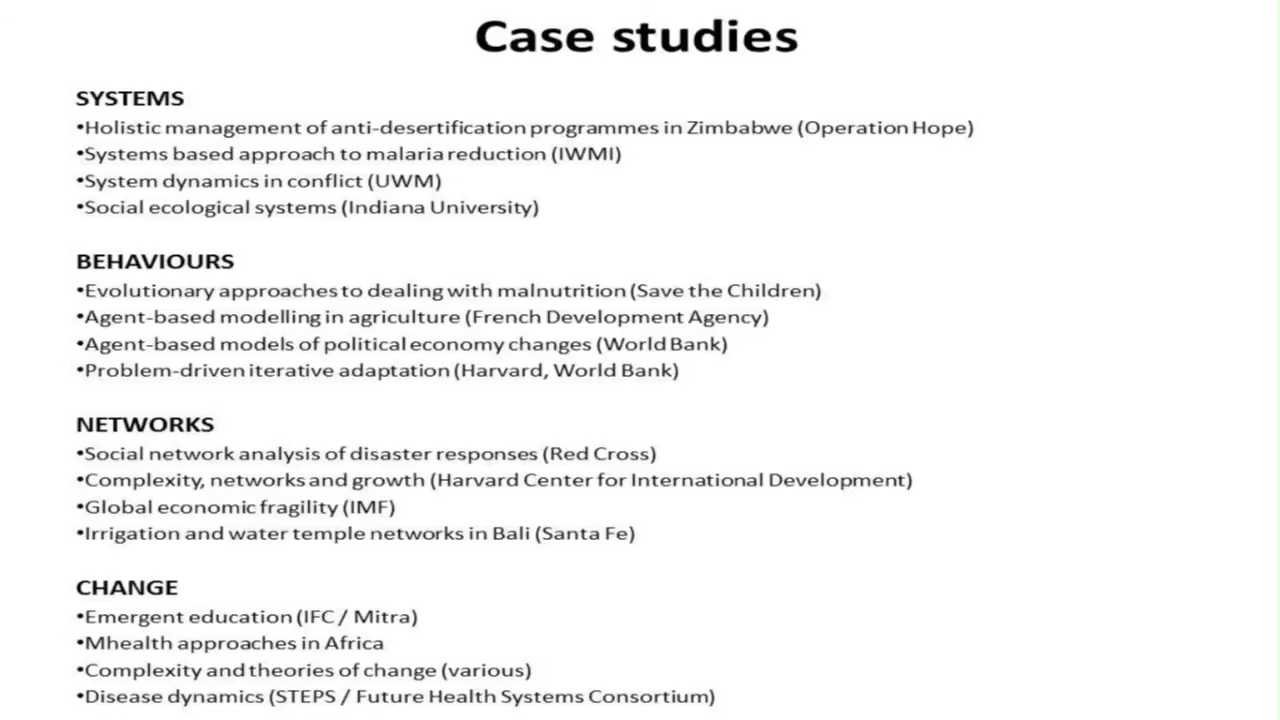 Case studies
SYSTEMS
•Holistic management of anti-desertification programmes in Zimbabwe (Operation Hope)
•Systems based approach to malaria reduction (IWMI)
•System dynamics in conflict (UWM)
•Social ecological systems (Indiana University)
BEHAVIOURS
•Evolutionary approaches to dealing with malnutrition (Save the Children)
•Agent-based modelling in agriculture (French Development Agency)
•Agent-based models of political economy changes (World Bank)
•Problem-driven iterative adaptation (Harvard, World Bank)
NETWORKS
•Social network analysis of disaster responses (Red Cross)
•Complexity, networks and growth (Harvard Center for International Development)
•Global economic fragility (IMF)
•Irrigation and water temple networks in Bali (Santa Fe)
CHANGE
•Emergent education (IFC / Mitra)
•Mhealth approaches in Africa
•Complexity and theories of change (various)
•Disease dynamics (STEPS / Future Health Systems Consortium)